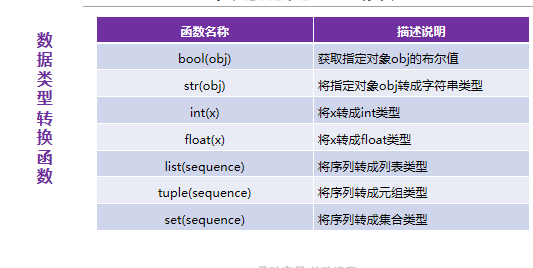 数据类型转换函数
函数名称 描述说明
bool(obj) 获取指定对象obj的布尔值
str(obj) 将指定对象obj转成字符串类型
int(x) 将x转成int类型
float(x) 将x转成float类型
list(sequence) 将序列转成列表类型
tuple(sequence) 将序列转成元组类型
set(sequence) 将序列转成集合类型